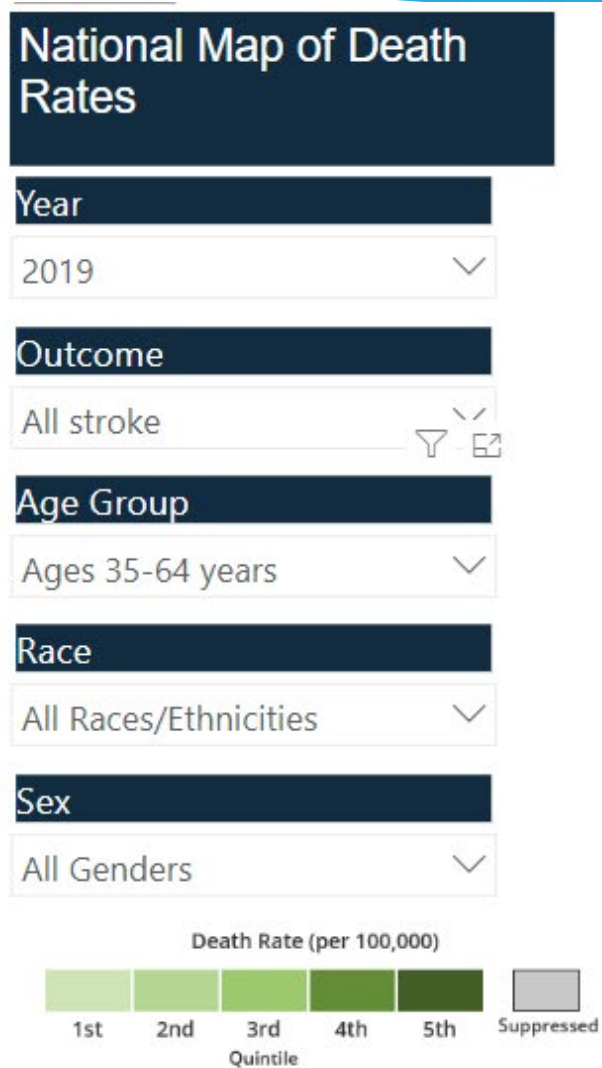 National Map of Death
Rates
Year
2019
Outcome
All stroke
Age Group
Ages 35-64 years
Race
All Races/Ethnicities
Sex
All Genders
Death Rate (per 100,000)
1st 2nd 3rd 4th 5th Suppressed
Quintile